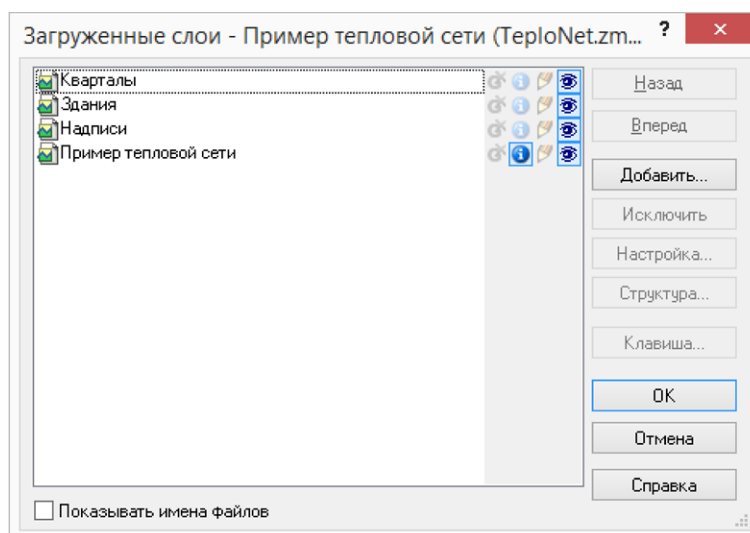 Загруженные слои - Пример тепловой сети (TeploNet.zm... ?
Кварталы
Здания
Надписи
Пример тепловой сети
Назад
Вперед
Добавить...
Исключить
Настройка...
Структура...
Клавиша...
OK
Отмена
Справка
Показывать имена файлов